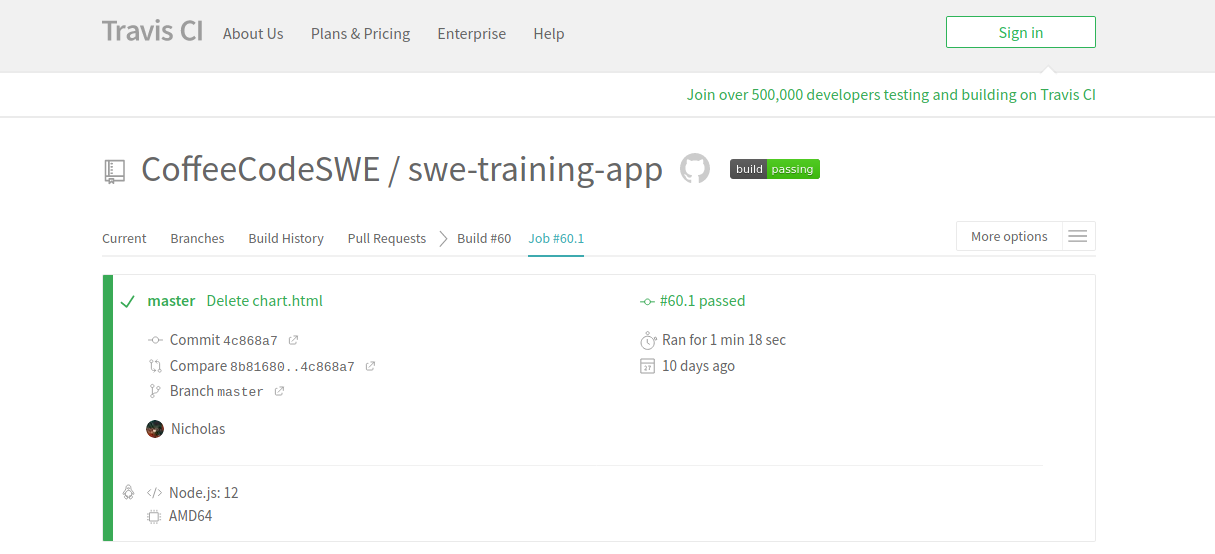 Travis CI About Us Plans & Pricing Enterprise Help Sign in
Join over 500,000 developers testing and building on Travis CI
CoffeeCodeSWE / swe-training-app build passing
Current Branches Build History Pull Requests Build #60 Job #60.1 More options
master Delete chart.html
#60.1 passed
Commit 4c868a7
Ran for 1 min 18 sec
Compare 8b81680..4c868a7
27 10 days ago
Branch master
Nicholas
</> Node.js: 12
AMD64